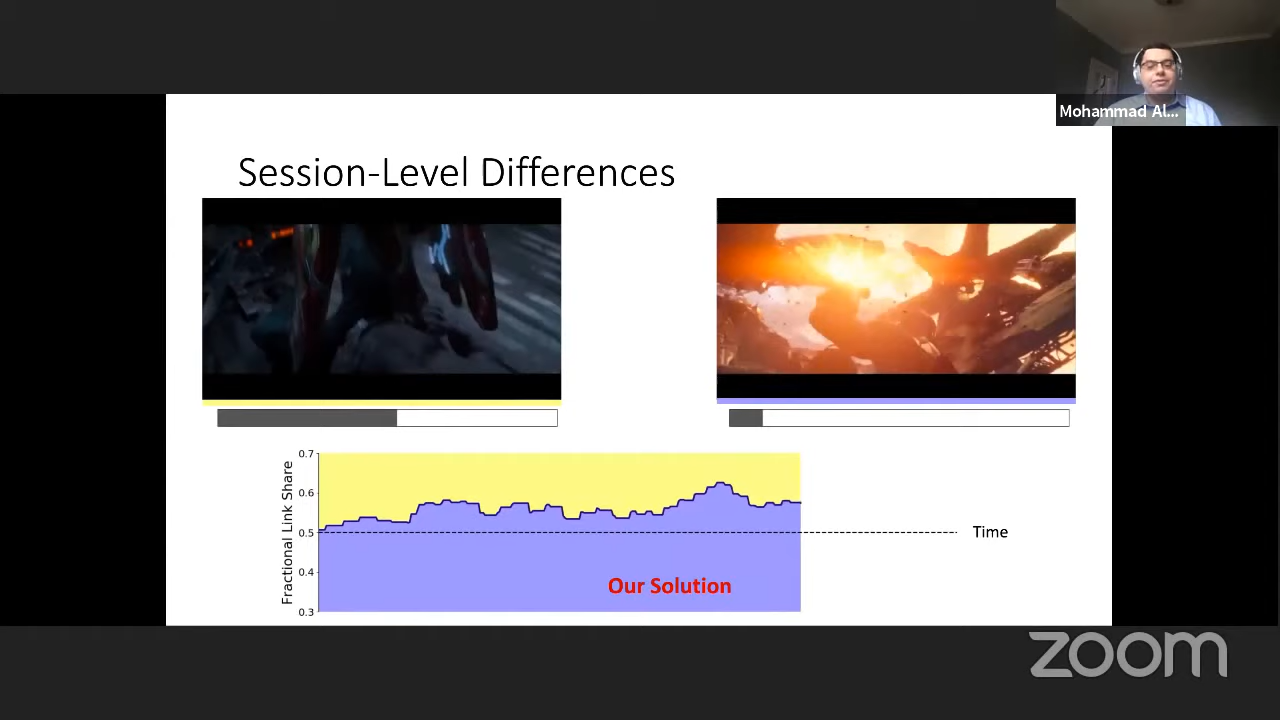 Mohammad Al...
Session-Level Differences
Fractional Link Share
0.7
0.6
0.5
0.4
0.3
Time
Our Solution
zoom